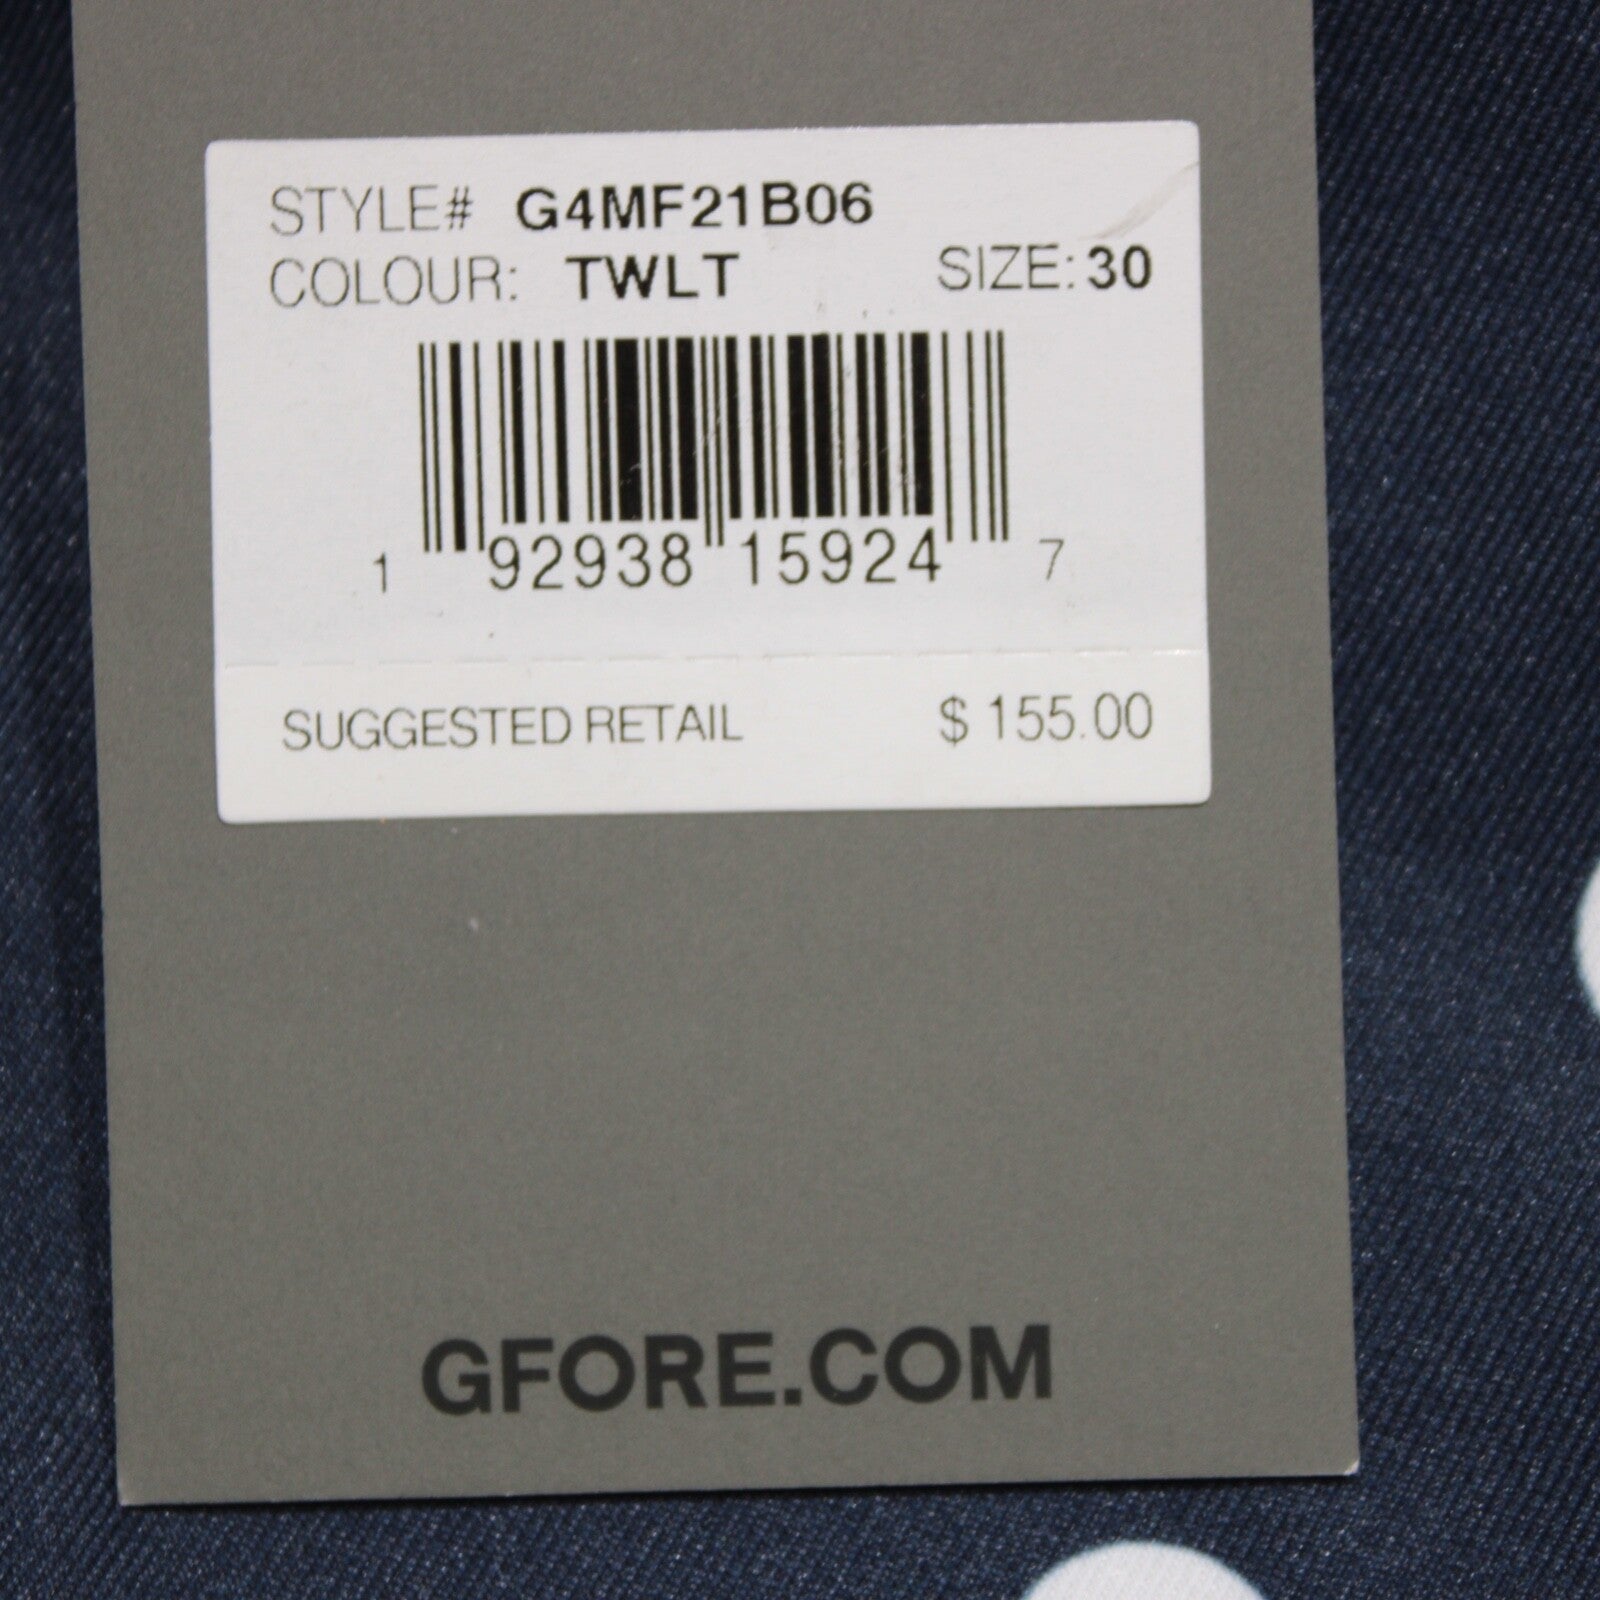 STYLE# G4MF21B06
COLOUR: TWLT SIZE: 30
1 92938 15924 7
SUGGESTED RETAIL $ 155.00
GFORE.COM